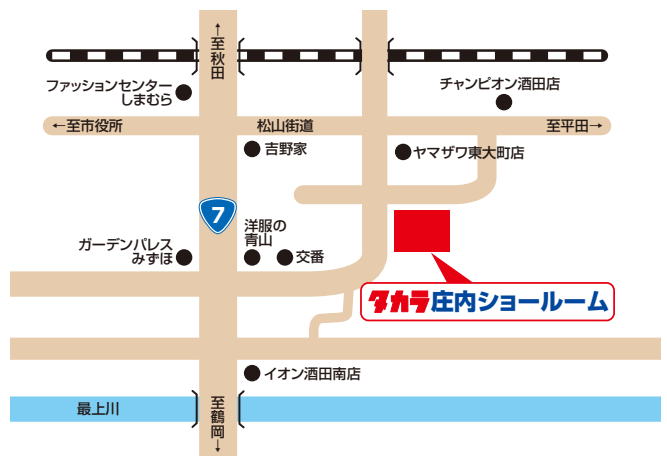 ←至秋田
ファッションセンター
しまむら
チャンピオン酒田店
←至市役所
松山街道
至平田→
吉野家
ヤマザワ東大町店
7
洋服の
青山
ガーデンパレス
みずほ
交番
タカラ庄内ショールーム
イオン酒田南店
最上川
至鶴岡→